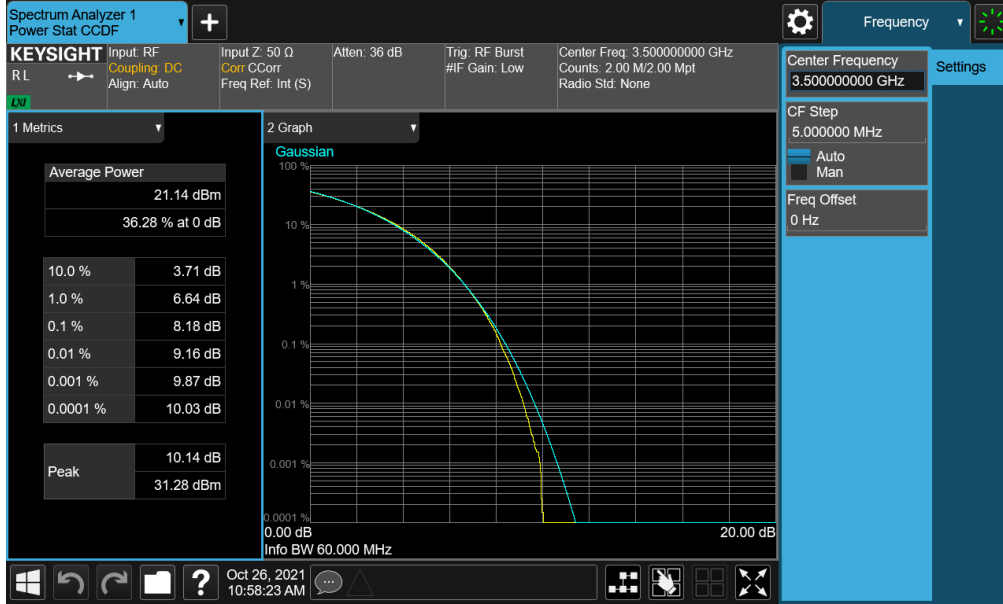 Spectrum Analyzer 1
Power Stat CCDF
Frequency
KEYSIGHT
RL
LXI
Input: RF
Coupling: DC
Align: Auto
Input Z: 50 Ω
Corr CCorr
Freq Ref: Int (S)
Atten: 36 dB
Trig: RF Burst
#IF Gain: Low
Center Freq: 3.500000000 GHz
Counts: 2.00 M/2.00 Mpt
Radio Std: None
Center Frequency
3.500000000 GHz
Settings
CF Step
5.000000 MHz
Auto
Man
Freq Offset
0 Hz
1 Metrics
Average Power
21.14 dBm
36.28 % at 0 dB
10.0 % 3.71 dB
1.0 % 6.64 dB
0.1 % 8.18 dB
0.01 % 9.16 dB
0.001 % 9.87 dB
0.0001 % 10.03 dB
Peak
10.14 dB
31.28 dBm
2 Graph
Gaussian
100 %
10 %
1 %
0.1 %
0.01 %
0.001 %
0.0001 %
0.00 dB 20.00 dB
Info BW 60.000 MHz
?
Oct 26, 2021
10:58:23 AM